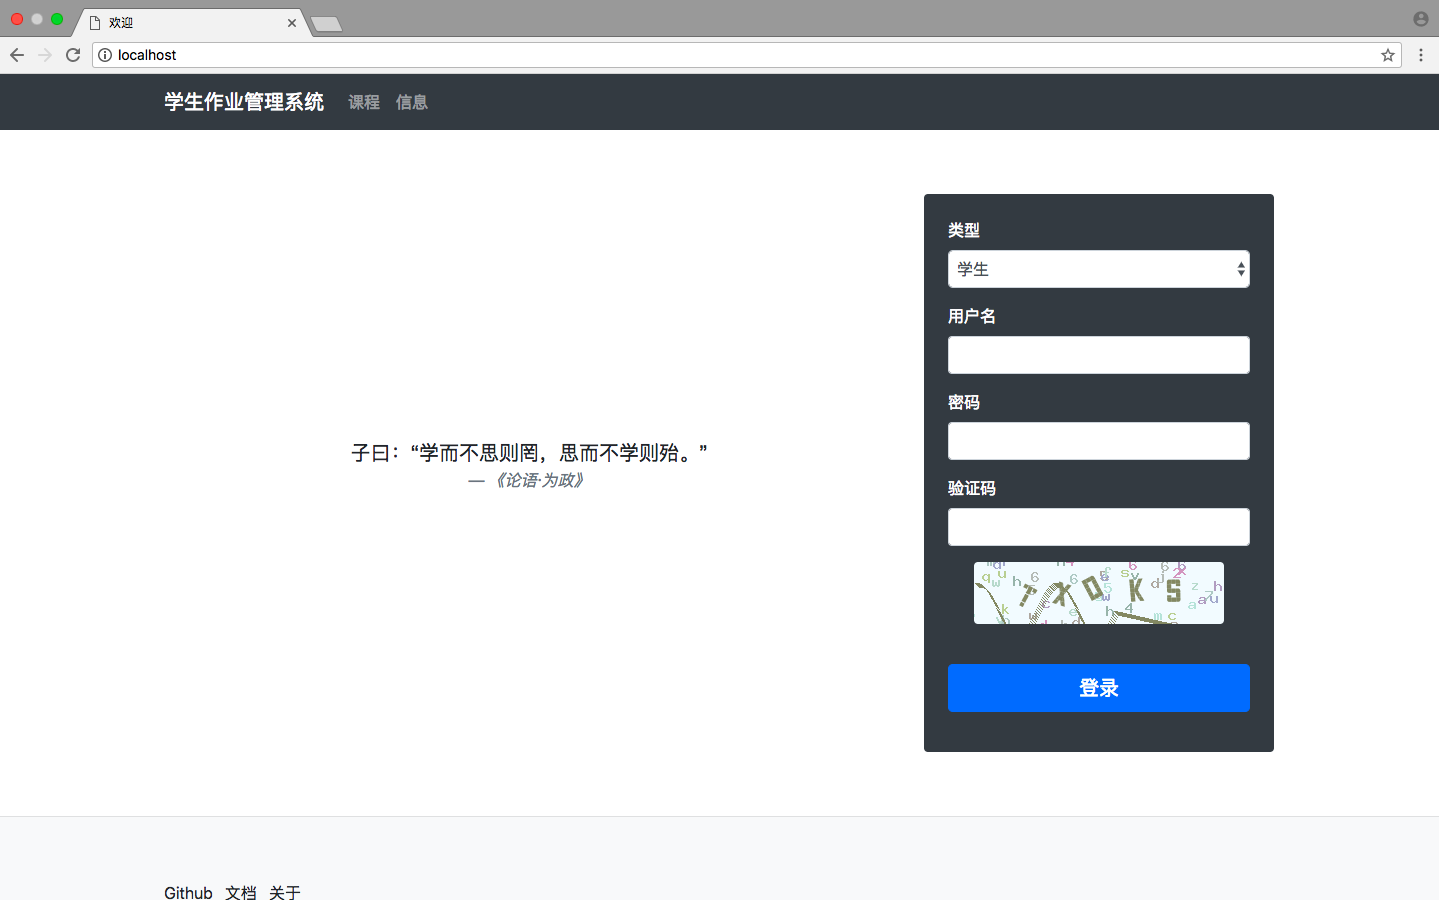 欢迎
localhost
学生作业管理系统 课程 信息
类型
学生
用户名
密码
验证码
登录
子曰：“学而不思则罔，思而不学则殆。”
— 《论语·为政》
Github 文档 关于